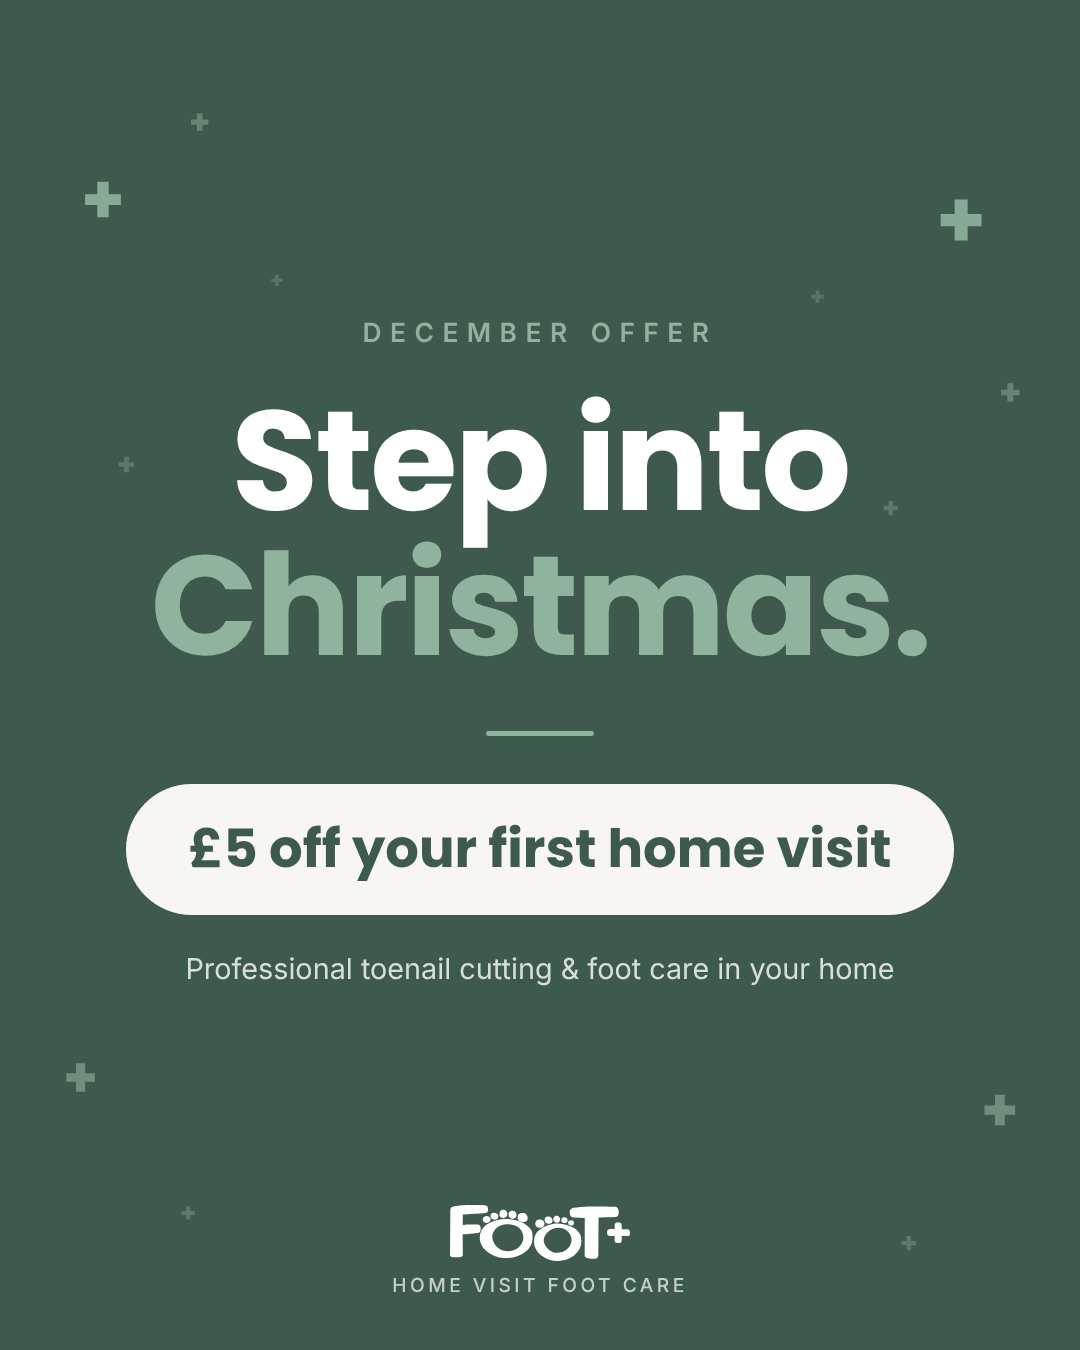 DECEMBER OFFER
Step into
Christmas.
£5 off your first home visit
Professional toenail cutting & foot care in your home
FOOT+
HOME VISIT FOOT CARE